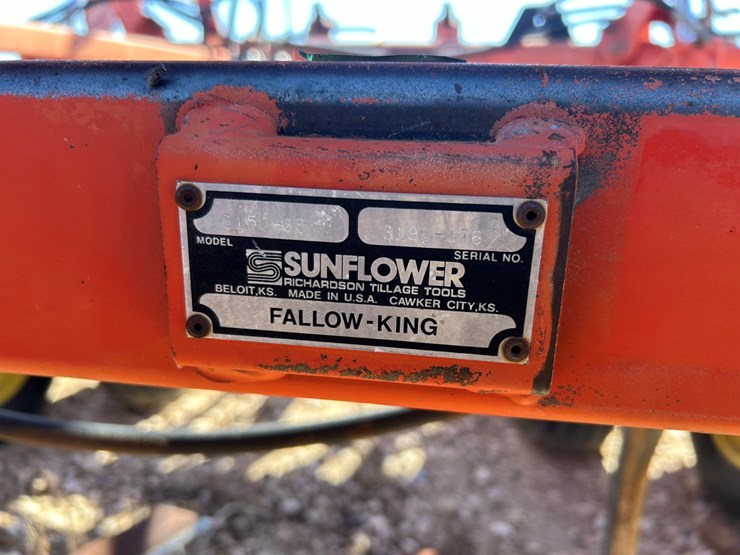 MODEL
SERIAL NO.
SUNFLOWER
RICHARDSON TILLAGE TOOLS
BELOIT,KS. MADE IN U.S.A. CAWKER CITY,KS.
FALLOW-KING